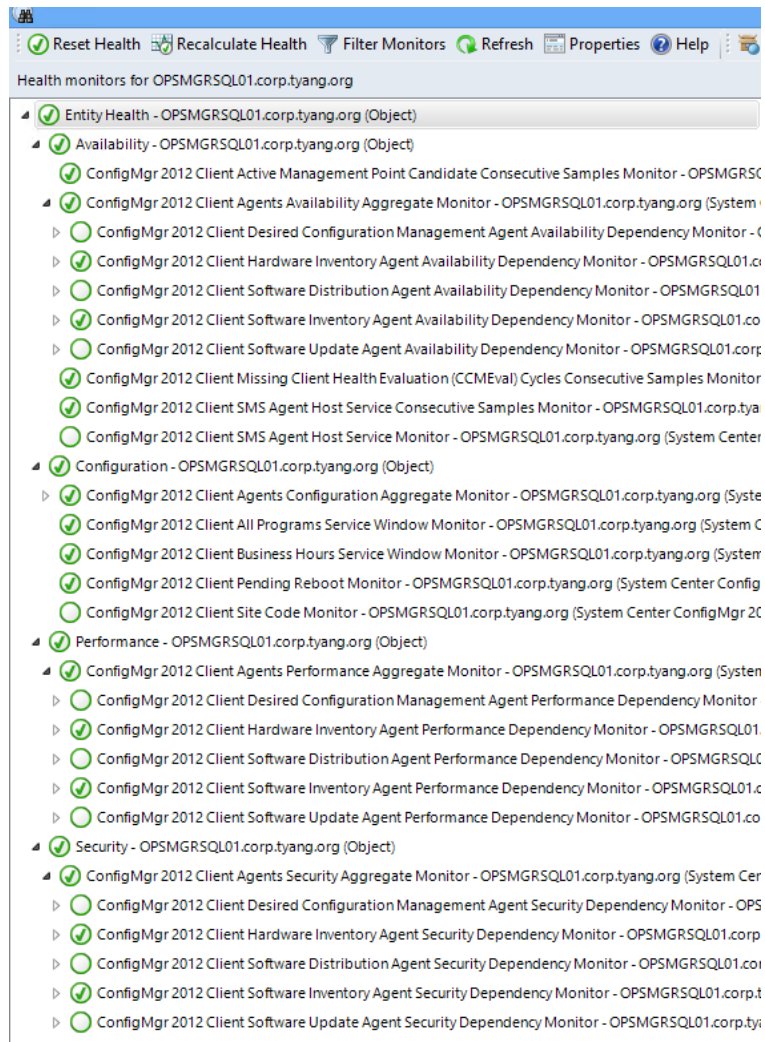 Reset Health Recalculate Health Filter Monitors Refresh Properties Help
Health monitors for OPSMGRSQL01.corp.tyang.org
Entity Health - OPSMGRSQL01.corp.tyang.org (Object)
Availability - OPSMGRSQL01.corp.tyang.org (Object)
ConfigMgr 2012 Client Active Management Point Candidate Consecutive Samples Monitor - OPSMGRSQ
ConfigMgr 2012 Client Agents Availability Aggregate Monitor - OPSMGRSQL01.corp.tyang.org (System
ConfigMgr 2012 Client Desired Configuration Management Agent Availability Dependency Monitor -
ConfigMgr 2012 Client Hardware Inventory Agent Availability Dependency Monitor - OPSMGRSQL01.co
ConfigMgr 2012 Client Software Distribution Agent Availability Dependency Monitor - OPSMGRSQL01
ConfigMgr 2012 Client Software Inventory Agent Availability Dependency Monitor - OPSMGRSQL01.co
ConfigMgr 2012 Client Software Update Agent Availability Dependency Monitor - OPSMGRSQL01.corp
ConfigMgr 2012 Client Missing Client Health Evaluation (CCMEval) Cycles Consecutive Samples Monitor
ConfigMgr 2012 Client SMS Agent Host Service Consecutive Samples Monitor - OPSMGRSQL01.corp.tya
ConfigMgr 2012 Client SMS Agent Host Service Monitor - OPSMGRSQL01.corp.tyang.org (System Center
Configuration - OPSMGRSQL01.corp.tyang.org (Object)
ConfigMgr 2012 Client Agents Configuration Aggregate Monitor - OPSMGRSQL01.corp.tyang.org (Syste
ConfigMgr 2012 Client All Programs Service Window Monitor - OPSMGRSQL01.corp.tyang.org (System C
ConfigMgr 2012 Client Business Hours Service Window Monitor - OPSMGRSQL01.corp.tyang.org (System
ConfigMgr 2012 Client Pending Reboot Monitor - OPSMGRSQL01.corp.tyang.org (System Center Config
ConfigMgr 2012 Client Site Code Monitor - OPSMGRSQL01.corp.tyang.org (System Center ConfigMgr 20
Performance - OPSMGRSQL01.corp.tyang.org (Object)
ConfigMgr 2012 Client Agents Performance Aggregate Monitor - OPSMGRSQL01.corp.tyang.org (System
ConfigMgr 2012 Client Desired Configuration Management Agent Performance Dependency Monitor -
ConfigMgr 2012 Client Hardware Inventory Agent Performance Dependency Monitor - OPSMGRSQL01.
ConfigMgr 2012 Client Software Distribution Agent Performance Dependency Monitor - OPSMGRSQL0
ConfigMgr 2012 Client Software Inventory Agent Performance Dependency Monitor - OPSMGRSQL01.c
ConfigMgr 2012 Client Software Update Agent Performance Dependency Monitor - OPSMGRSQL01.co
Security - OPSMGRSQL01.corp.tyang.org (Object)
ConfigMgr 2012 Client Agents Security Aggregate Monitor - OPSMGRSQL01.corp.tyang.org (System Cen
ConfigMgr 2012 Client Desired Configuration Management Agent Security Dependency Monitor - OPS
ConfigMgr 2012 Client Hardware Inventory Agent Security Dependency Monitor - OPSMGRSQL01.corp
ConfigMgr 2012 Client Software Distribution Agent Security Dependency Monitor - OPSMGRSQL01.cor
ConfigMgr 2012 Client Software Inventory Agent Security Dependency Monitor - OPSMGRSQL01.corp.t
ConfigMgr 2012 Client Software Update Agent Security Dependency Monitor - OPSMGRSQL01.corp.tya